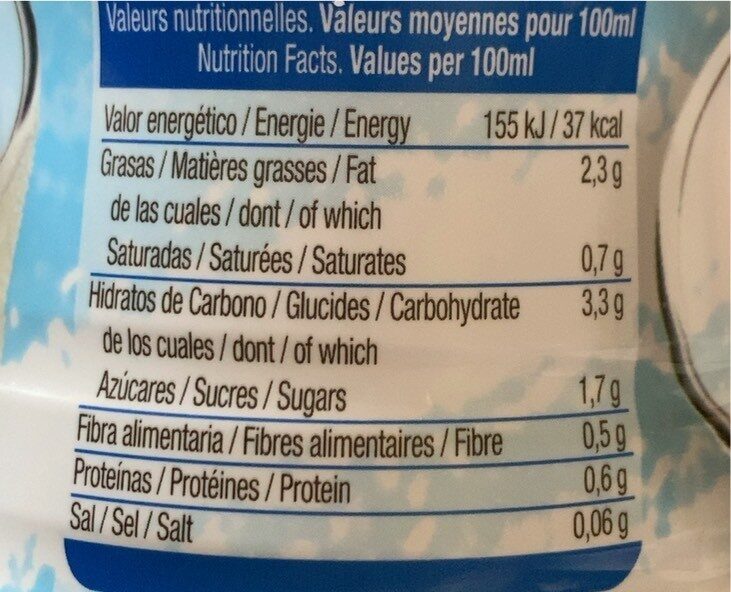 Valeurs nutritionnelles. Valeurs moyennes pour 100ml
Nutrition Facts. Values per 100ml
Valor energético / Energie / Energy 155 kJ / 37 kcal
Grasas / Matières grasses / Fat 2,3 g
de las cuales / dont / of which
Saturadas / Saturées / Saturates 0,7 g
Hidratos de Carbono / Glucides / Carbohydrate 3,3 g
de los cuales / dont / of which
Azúcares / Sucres / Sugars 1,7 g
Fibra alimentaria / Fibres alimentaires / Fibre 0,5 g
Proteínas / Protéines / Protein 0,6 g
Sal / Sel / Salt 0,06 g